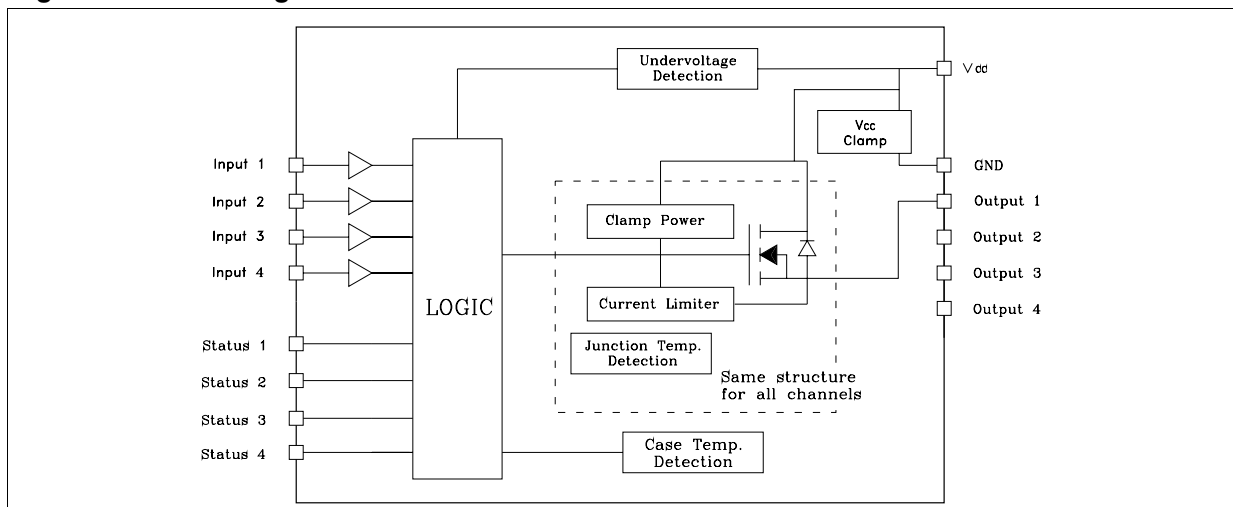 Undervoltage
Detection
Vdd
Vcc
Clamp
Input 1
GND
Input 2
Output 1
Clamp Power
Input 3
Output 2
Input 4
Output 3
LOGIC
Current Limiter
Output 4
Status 1
Junction Temp.
Detection
Status 2
Same structure
for all channels
Status 3
Status 4
Case Temp.
Detection